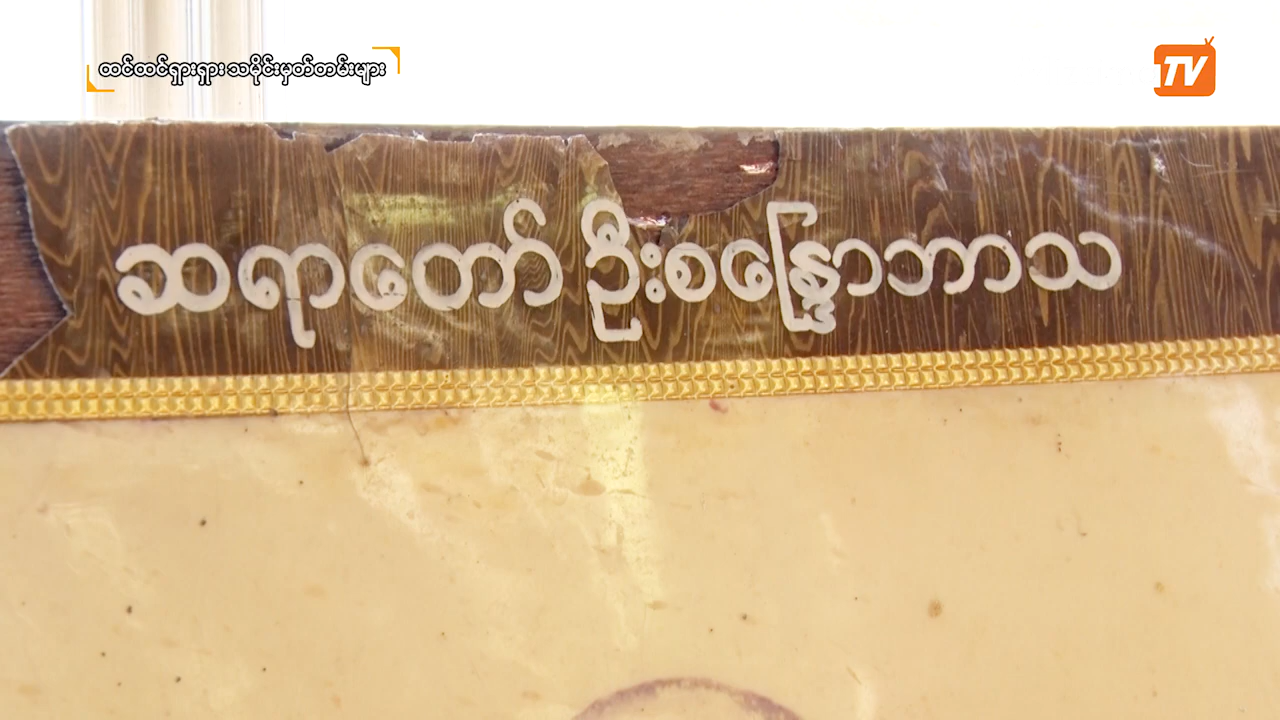 ထင်ထင်ရှားရှား သမိုင်းမှတ်တမ်းများ
TV
ဆရာတော် ဦးစန္ဒြောဘာသ